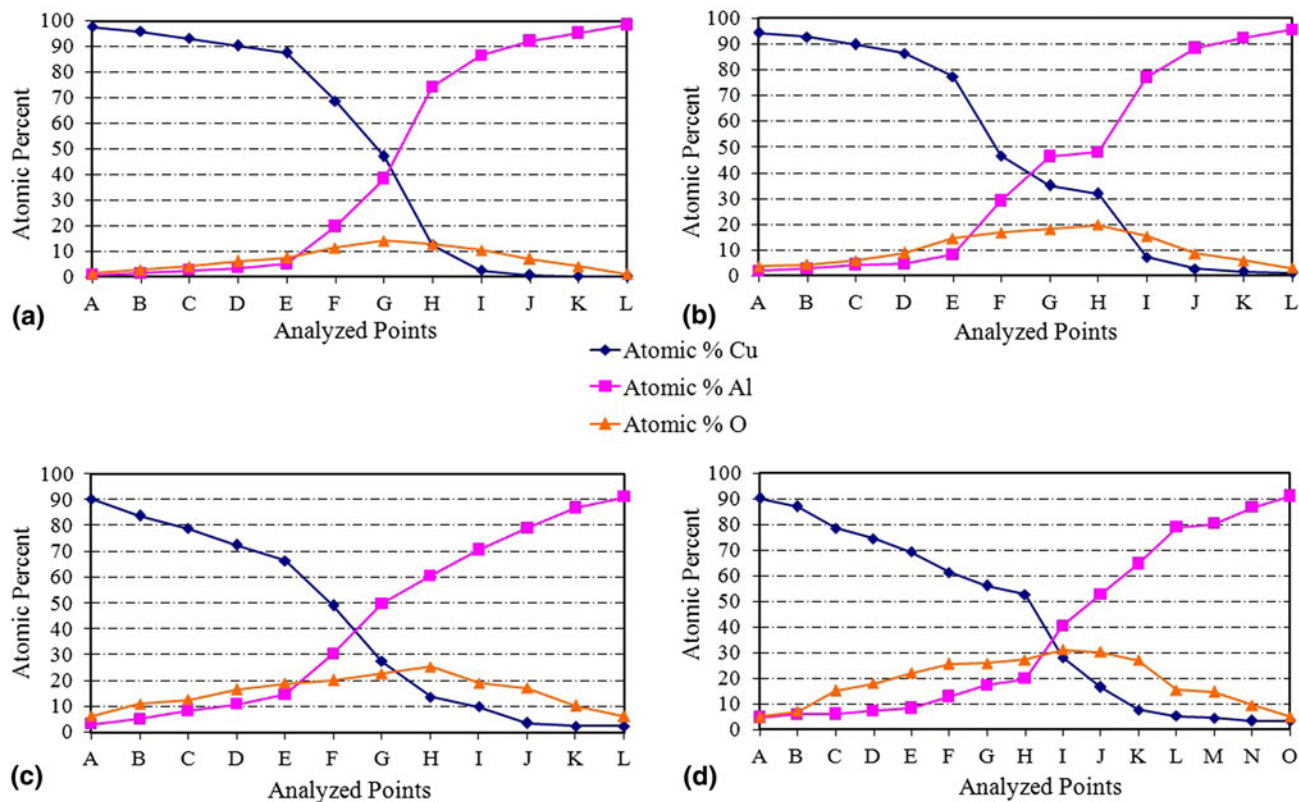 100
90
80
70
60
50
40
30
20
10
0
Atomic Percent
A B C D E F G H I J K L
Analyzed Points
(a)
100
90
80
70
60
50
40
30
20
10
0
Atomic Percent
A B C D E F G H I J K L
Analyzed Points
(b)
Atomic % Cu
Atomic % Al
Atomic % O
100
90
80
70
60
50
40
30
20
10
0
Atomic Percent
A B C D E F G H I J K L
Analyzed Points
(c)
100
90
80
70
60
50
40
30
20
10
0
Atomic Percent
A B C D E F G H I J K L M N O
Analyzed Points
(d)